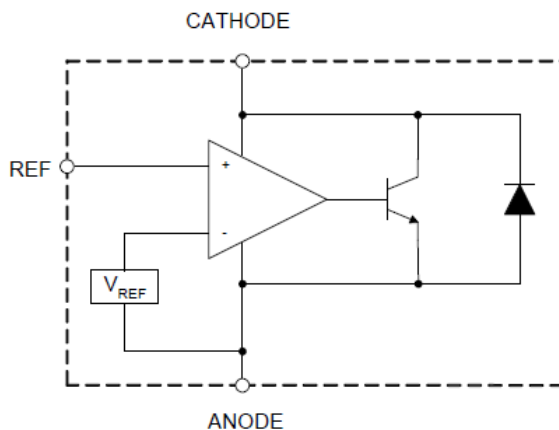 CATHODE
REF
+
-
VREF
ANODE